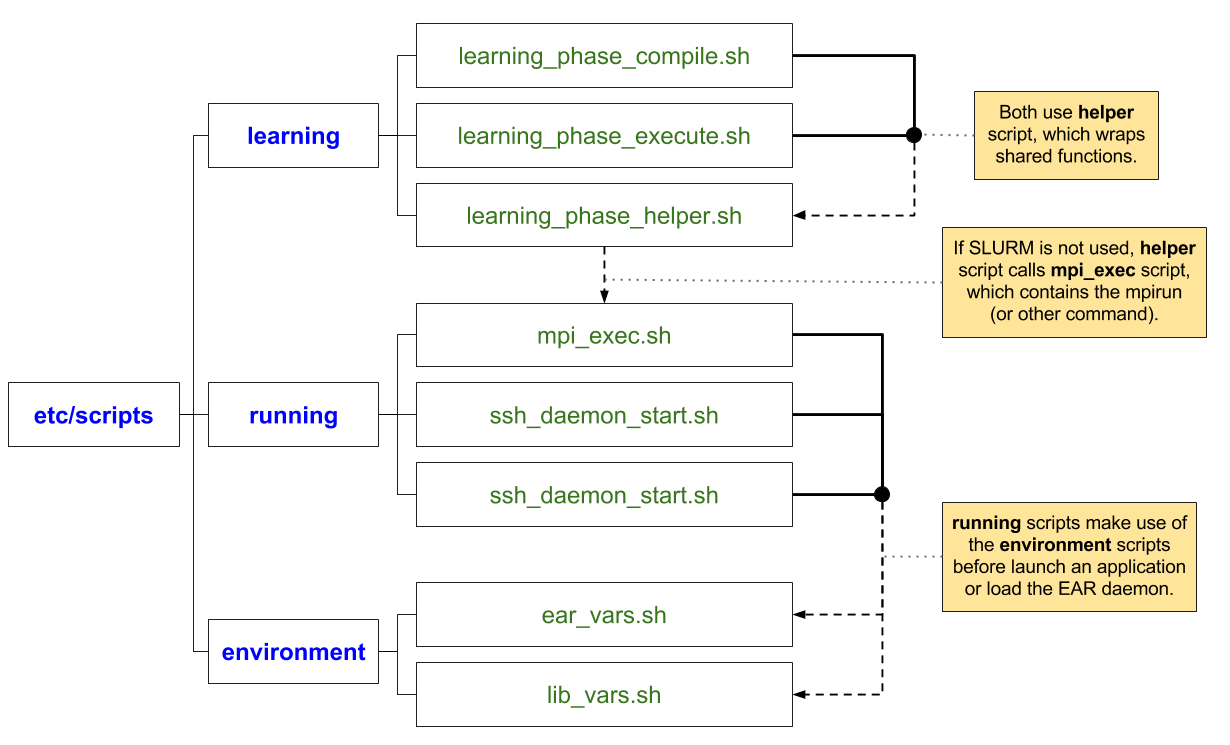 learning_phase_compile.sh
learning
learning_phase_execute.sh
Both use helper
script, which wraps
shared functions.
learning_phase_helper.sh
If SLURM is not used, helper
script calls mpi_exec script,
which contains the mpirun
(or other command).
mpi_exec.sh
etc/scripts
running
ssh_daemon_start.sh
ssh_daemon_start.sh
running scripts make use of
the environment scripts
before launch an application
or load the EAR daemon.
ear_vars.sh
environment
lib_vars.sh